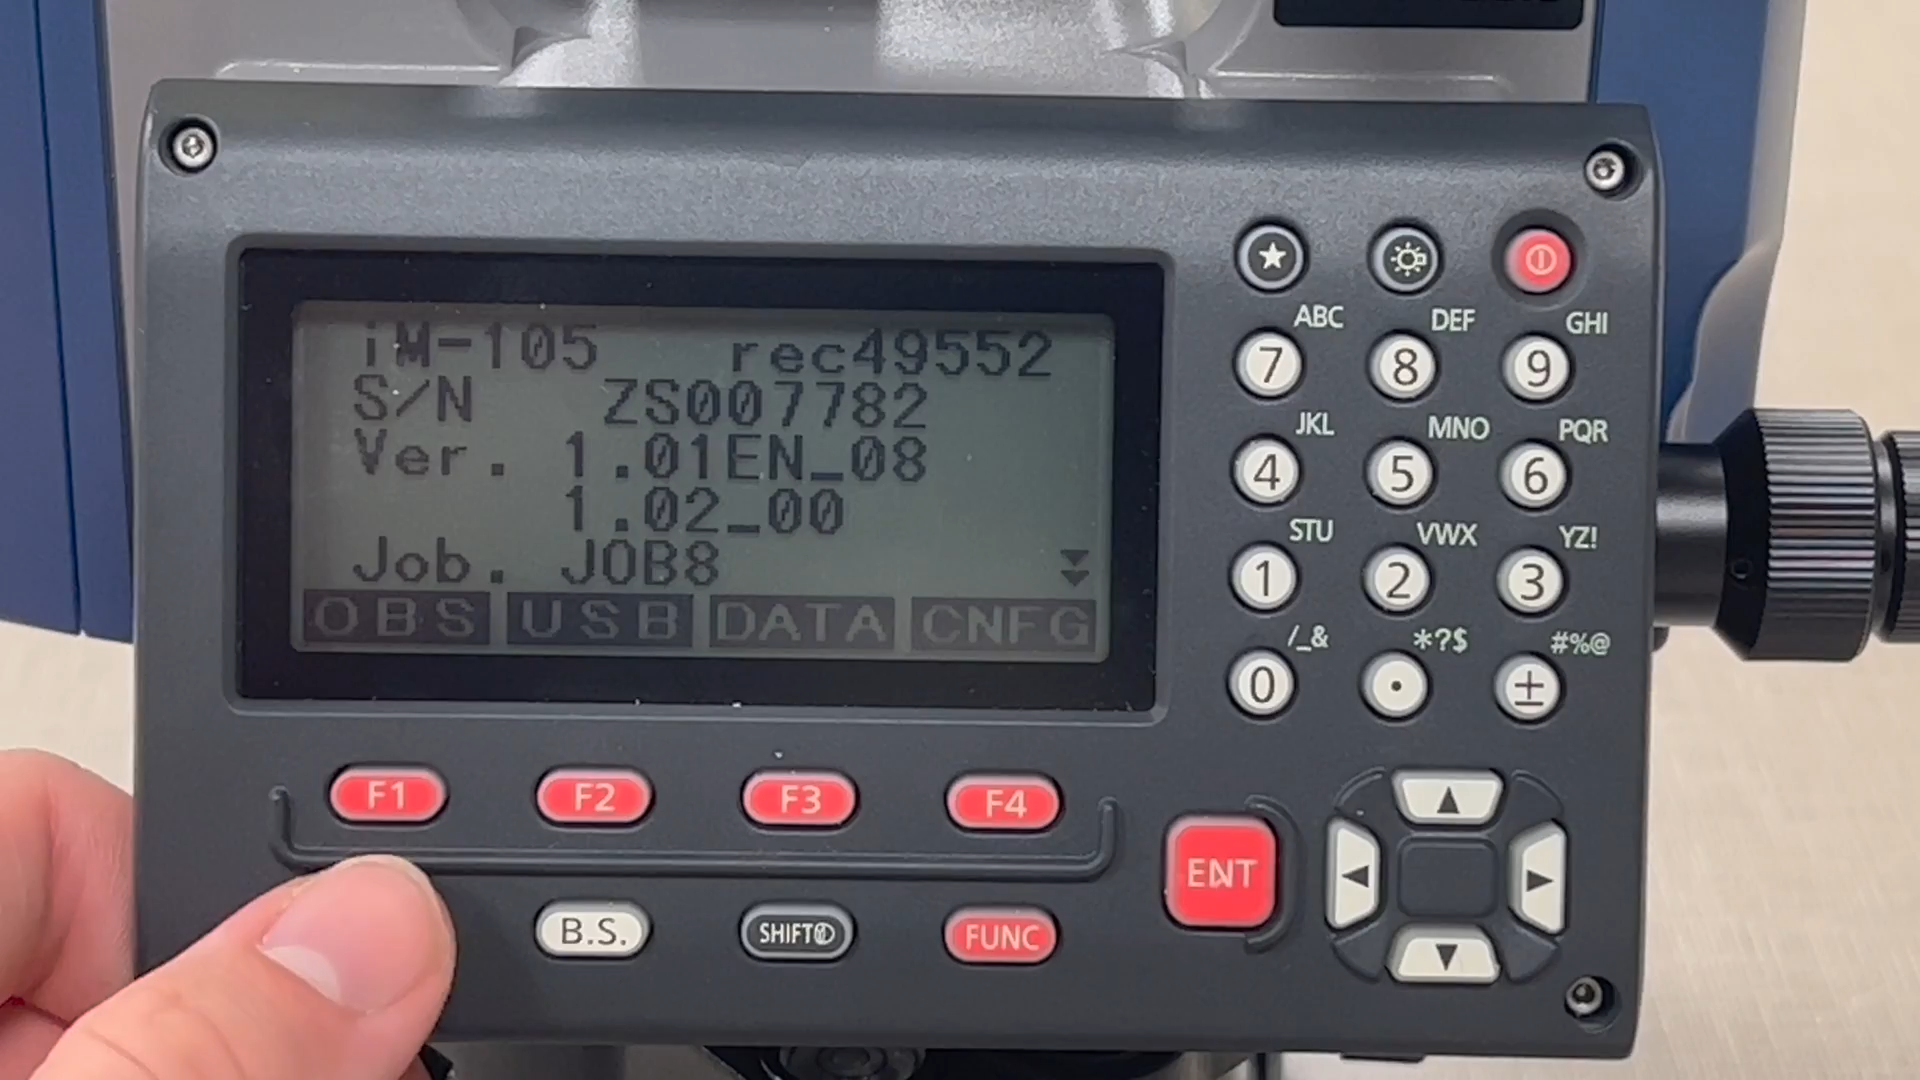 iM-105 rec49552
S/N ZS007782
Ver. 1.01EN_08
1.02_00
Job. JOB8
OBS USB DATA CNFG
ABC DEF GHI
7 8 9
JKL MNO PQR
4 5 6
STU VWX YZ!
1 2 3
/_& *?$ #%@
0 . ±
F1 F2 F3 F4
ENT
B.S. SHIFT FUNC